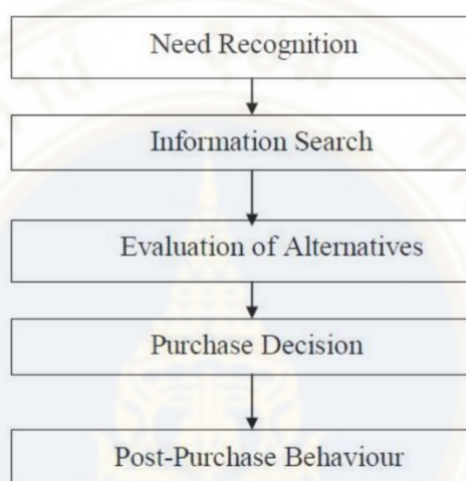 Need Recognition
Information Search
Evaluation of Alternatives
Purchase Decision
Post-Purchase Behaviour